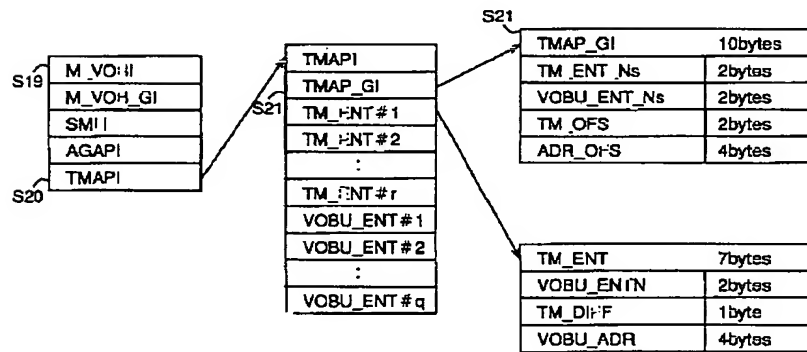 S19
M_VOBI
M_VOB_GI
SMLI
AGAPI
TMAPI
S20
TMAPI
TMAP_GI
S21
TM_ENT#1
TM_ENT#2
:
TM_ENT#r
VOBU_ENT#1
VOBU_ENT#2
:
VOBU_ENT#q
S21
TMAP_GI 10bytes
TM_ENT_Ns 2bytes
VOBU_ENT_Ns 2bytes
TM_OFS 2bytes
ADR_OFS 4bytes
TM_ENT 7bytes
VOBU_ENTN 2bytes
TM_DIFF 1byte
VOBU_ADR 4bytes